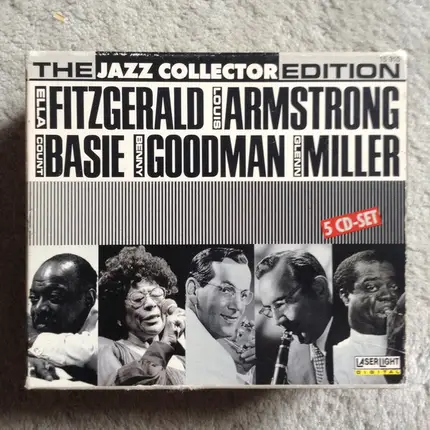 THE JAZZ COLLECTOR EDITION
ELLA FITZGERALD LOUIS ARMSTRONG
COUNT BASIE BENNY GOODMAN GLENN MILLER
5 CD-SET
LASERLIGHT
DIGITAL